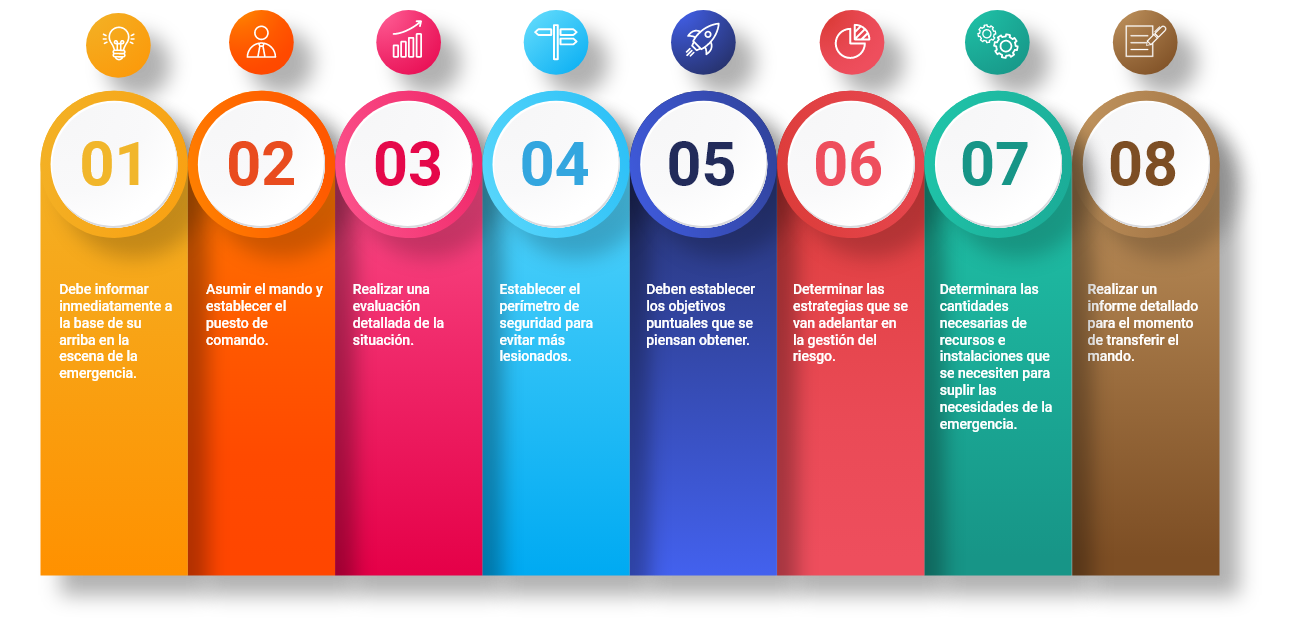 01
02
03
04
05
06
07
08
Debe informar
inmediatamente a
la base de su
arriba en la
escena de la
emergencia.
Asumir el mando y
establecer el
puesto de
comando.
Realizar una
evaluación
detallada de la
situación.
Establecer el
perímetro de
seguridad para
evitar más
lesionados.
Deben establecer
los objetivos
puntuales que se
piensan obtener.
Determinar las
estrategias que se
van adelantar en
la gestión del
riesgo.
Determinara las
cantidades
necesarias de
recursos e
instalaciones que
se necesiten para
suplir las
necesidades de la
emergencia.
Realizar un
informe detallado
para el momento
de transferir el
mando.